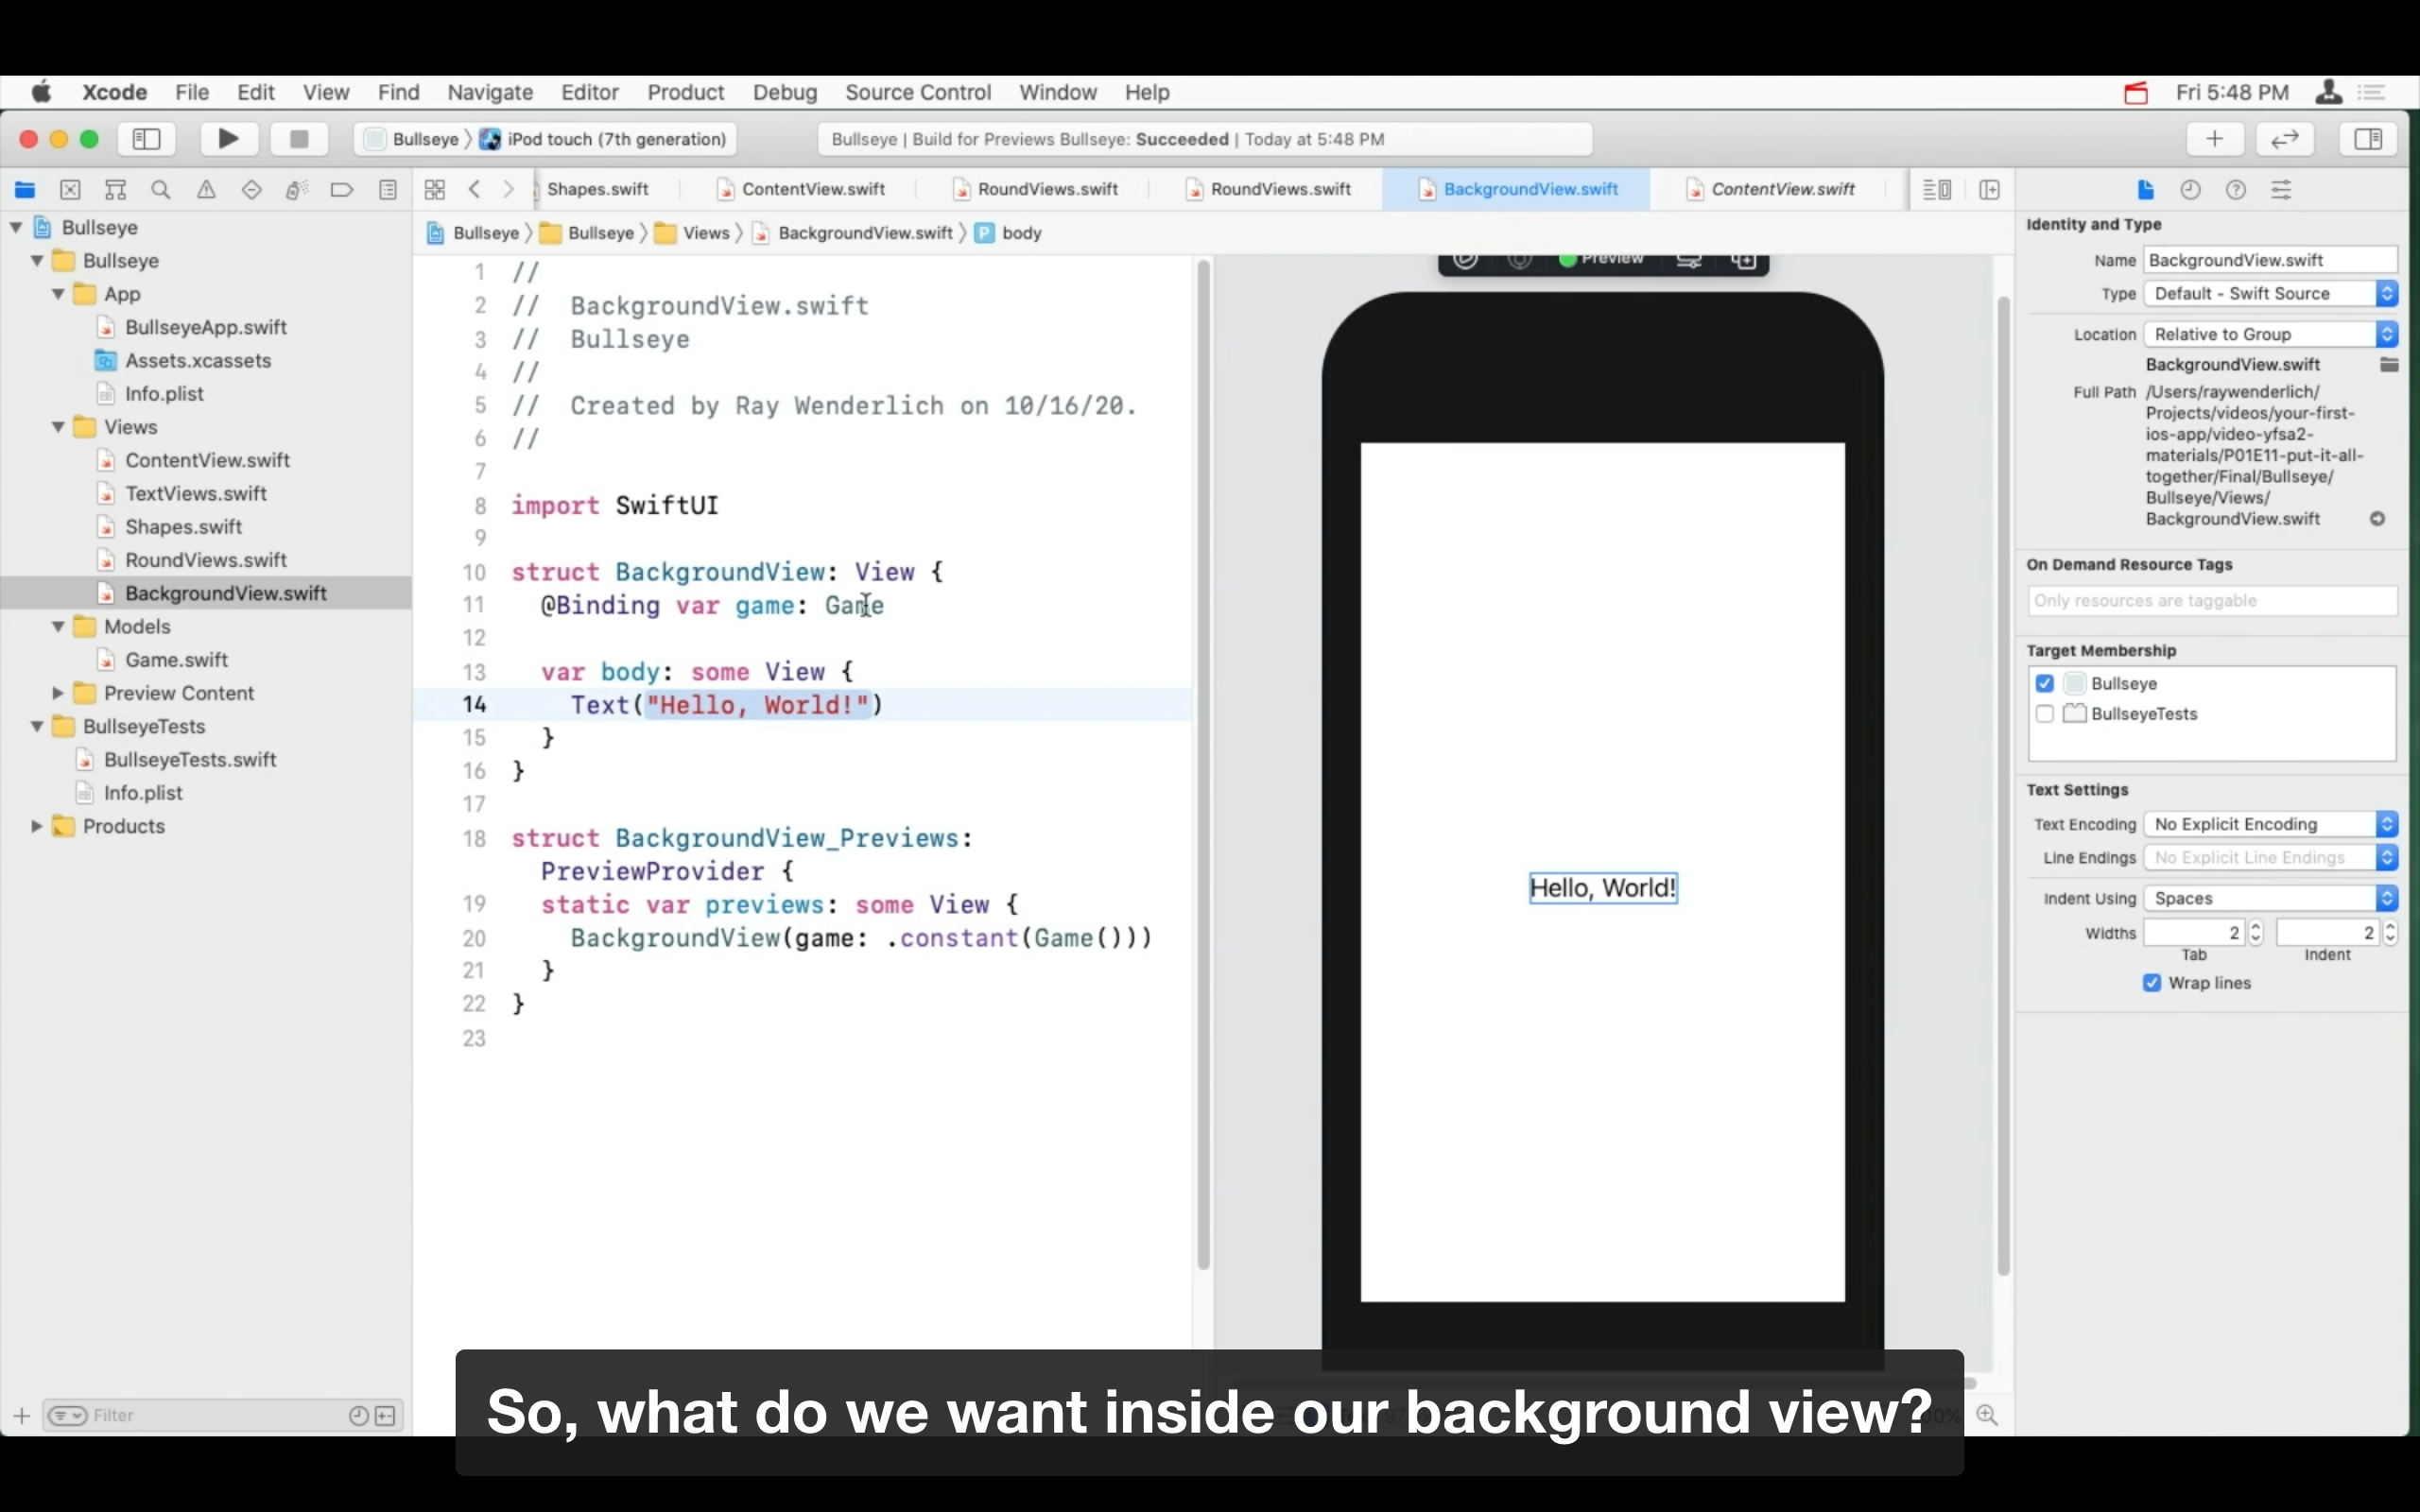 Xcode File Edit View Find Navigate Editor Product Debug Source Control Window Help Fri 5:48 PM
Bullseye iPod touch (7th generation) Bullseye | Build for Previews Bullseye: Succeeded | Today at 5:48 PM
Shapes.swift ContentView.swift RoundViews.swift RoundViews.swift BackgroundView.swift ContentView.swift
Bullseye Bullseye Views BackgroundView.swift body
Bullseye
Bullseye
App
BullseyeApp.swift
Assets.xcassets
Info.plist
Views
ContentView.swift
TextViews.swift
Shapes.swift
RoundViews.swift
BackgroundView.swift
Models
Game.swift
Preview Content
BullseyeTests
BullseyeTests.swift
Info.plist
Products
Filter
1 //
2 // BackgroundView.swift
3 // Bullseye
4 //
5 // Created by Ray Wenderlich on 10/16/20.
6 //
7
8 import SwiftUI
9
10 struct BackgroundView: View {
11 @Binding var game: Game
12
13 var body: some View {
14 Text("Hello, World!")
15 }
16 }
17
18 struct BackgroundView_Previews:
PreviewProvider {
19 static var previews: some View {
20 BackgroundView(game: .constant(Game()))
21 }
22 }
23
Preview
Hello, World!
Identity and Type
Name BackgroundView.swift
Type Default - Swift Source
Location Relative to Group
BackgroundView.swift
Full Path /Users/raywenderlich/
Projects/videos/your-first-
ios-app/video-yfsa2-
materials/P01E11-put-it-all-
together/Final/Bullseye/
Bullseye/Views/
BackgroundView.swift
On Demand Resource Tags
Only resources are taggable
Target Membership
Bullseye
BullseyeTests
Text Settings
Text Encoding No Explicit Encoding
Line Endings No Explicit Line Endings
Indent Using Spaces
Widths 2 2
Tab Indent
Wrap lines
So, what do we want inside our background view?